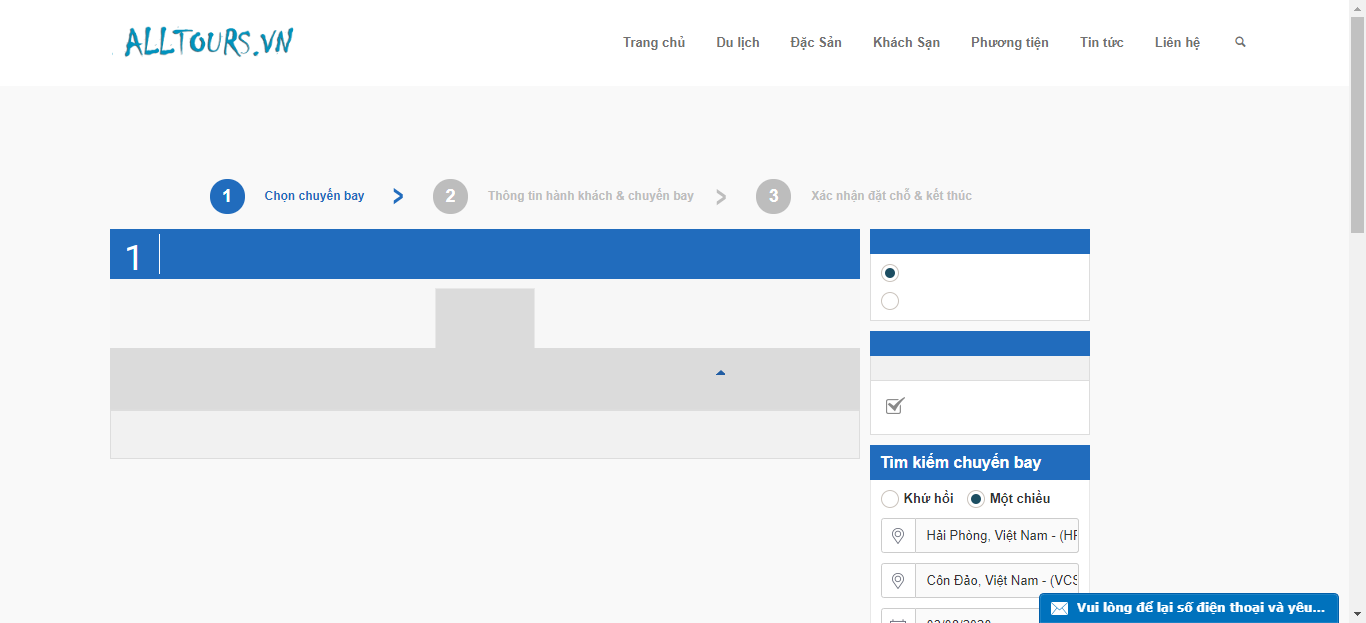 ALLTOURS.VN
Trang chủ Du lịch Đặc Sản Khách Sạn Phương tiện Tin tức Liên hệ
1 Chọn chuyến bay > 2 Thông tin hành khách & chuyến bay > 3 Xác nhận đặt chỗ & kết thúc
1
Tìm kiếm chuyến bay
Khứ hồi Một chiều
Hải Phòng, Việt Nam - (HP
Côn Đảo, Việt Nam - (VCS
Vui lòng để lại số điện thoại và yêu...